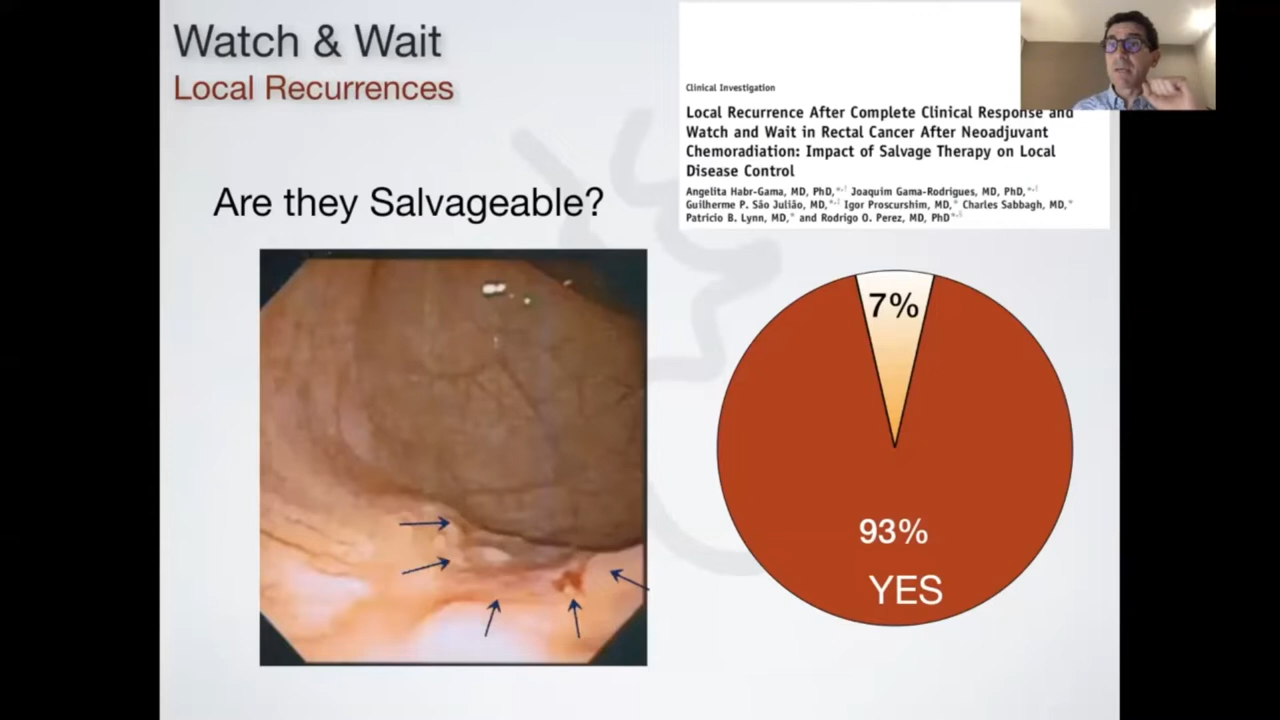 Watch & Wait
Local Recurrences
Are they Salvageable?
Clinical Investigation
Local Recurrence After Complete Clinical Response and
Watch and Wait in Rectal Cancer After Neoadjuvant
Chemoradiation: Impact of Salvage Therapy on Local
Disease Control
Angelita Habr-Gama, MD, PhD, Joaquim Gama-Rodrigues, MD, PhD,
Guilherme P. São Julião, MD, Igor Proscurshim, MD, Charles Sabbagh, MD,
Patricio B. Lynn, MD, and Rodrigo O. Perez, MD, PhD
7%
93%
YES